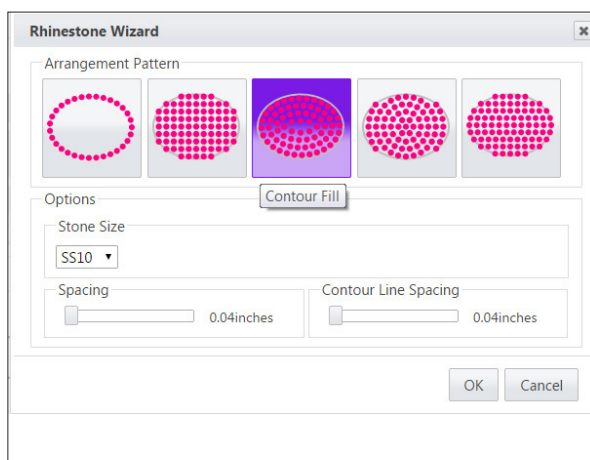 Rhinestone Wizard
Arrangement Pattern
Contour Fill
Options
Stone Size
SS10
Spacing
0.04inches
Contour Line Spacing
0.04inches
OK
Cancel